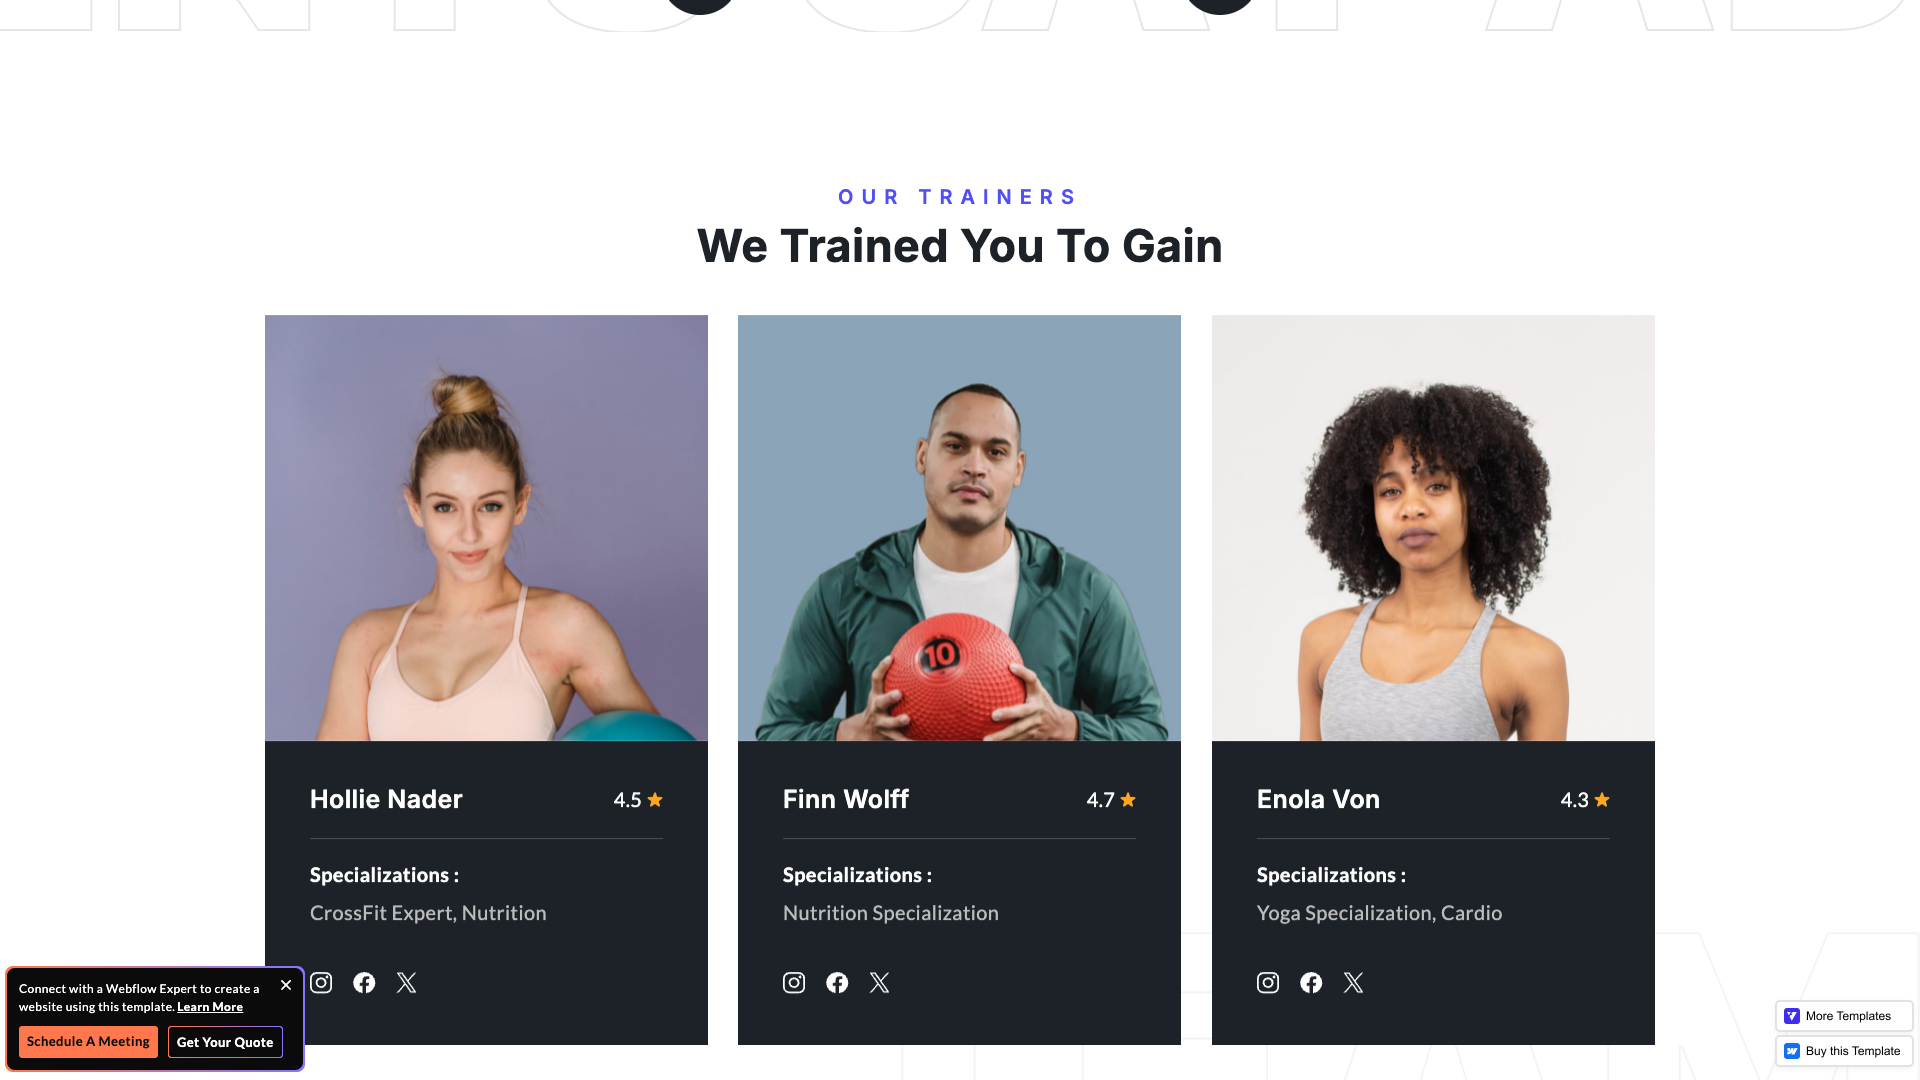 OUR TRAINERS
We Trained You To Gain
10
Hollie Nader 4.5
Specializations :
CrossFit Expert, Nutrition
Finn Wolff 4.7
Specializations :
Nutrition Specialization
Enola Von 4.3
Specializations :
Yoga Specialization, Cardio
Connect with a Webflow Expert to create a
website using this template. Learn More
Schedule A Meeting Get Your Quote
More Templates
Buy this Template